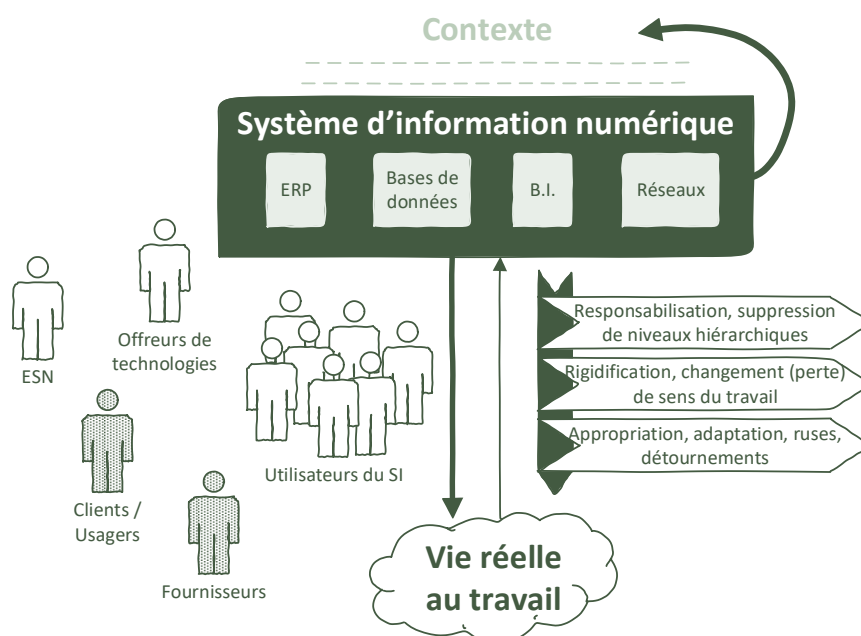 Contexte
Système d’information numérique
ERP
Bases de
données
B.I.
Réseaux
ESN
Offreurs de
technologies
Clients /
Usagers
Fournisseurs
Utilisateurs du SI
Responsabilisation, suppression
de niveaux hiérarchiques
Rigidification, changement (perte)
de sens du travail
Appropriation, adaptation, ruses,
détournements
Vie réelle
au travail